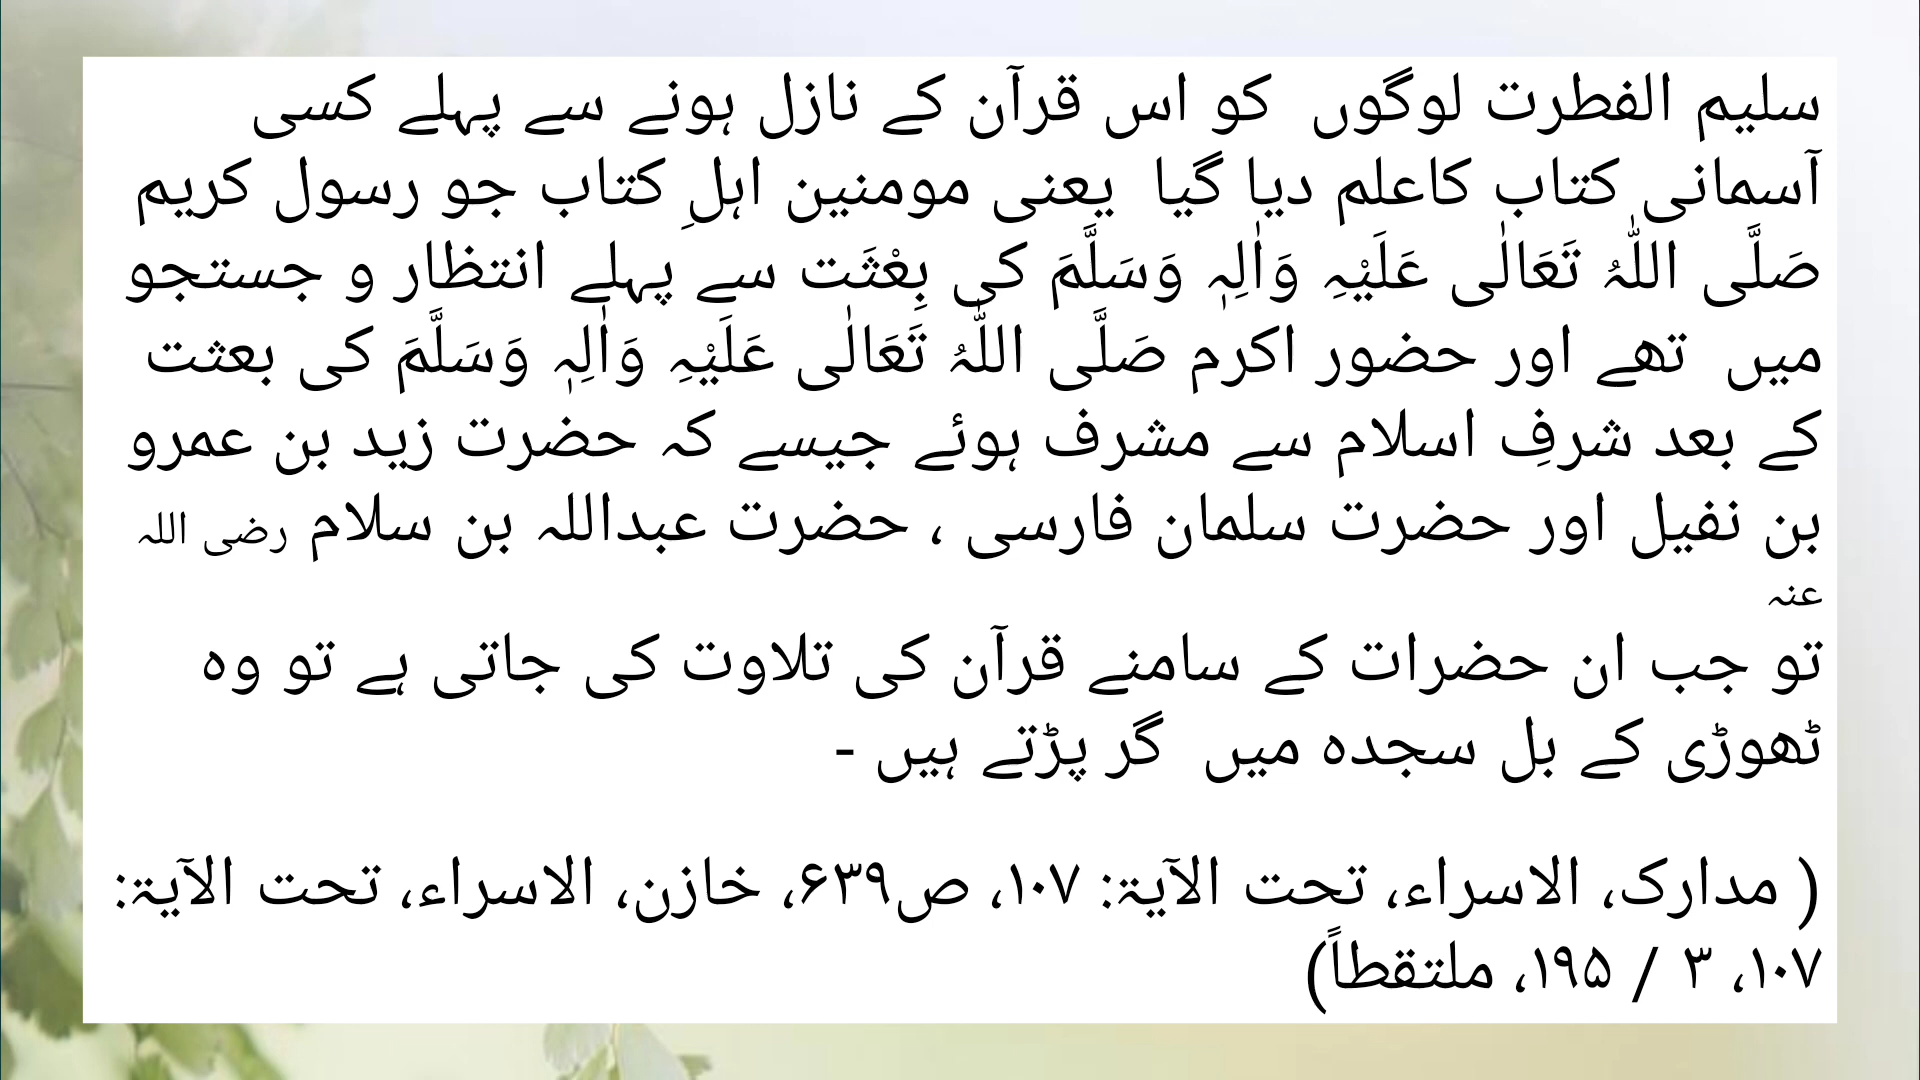 سلیم الفطرت لوگوں کو اس قرآن کے نازل ہونے سے پہلے کسی
آسمانی کتاب کاعلم دیا گیا یعنی مومنین اہلِ کتاب جو رسول کریم
صَلَّی اللّٰہُ تَعَالٰی عَلَیْہِ وَاٰلِہٖ وَسَلَّمَ کی بِعْثَت سے پہلے انتظار و جستجو
میں تھے اور حضور اکرم صَلَّی اللّٰہُ تَعَالٰی عَلَیْہِ وَاٰلِہٖ وَسَلَّمَ کی بعثت
کے بعد شرفِ اسلام سے مشرف ہوئے جیسے کہ حضرت زید بن عمرو
بن نفیل اور حضرت سلمان فارسی ، حضرت عبداللہ بن سلام رضی اللہ
عنہ
تو جب ان حضرات کے سامنے قرآن کی تلاوت کی جاتی ہے تو وہ
ٹھوڑی کے بل سجدہ میں گر پڑتے ہیں -
( مدارک، الاسراء، تحت الآیۃ: ۱۰۷، ص۶۳۹، خازن، الاسراء، تحت الآیۃ:
۱۰۷، ۳ / ۱۹۵، ملتقطاً)